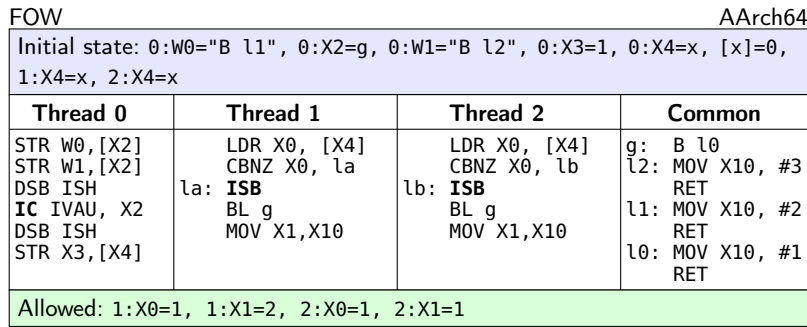 FOW AArch64
Initial state: 0:W0="B l1", 0:X2=g, 0:W1="B l2", 0:X3=1, 0:X4=x, [x]=0,
1:X4=x, 2:X4=x
Thread 0 Thread 1 Thread 2 Common
STR W0,[X2] LDR X0, [X4] LDR X0, [X4] g: B l0
STR W1,[X2] CBNZ X0, la CBNZ X0, lb l2: MOV X10, #3
DSB ISH la: ISB lb: ISB RET
IC IVAU, X2 BL g BL g l1: MOV X10, #2
DSB ISH MOV X1,X10 MOV X1,X10 RET
STR X3,[X4] l0: MOV X10, #1
RET
Allowed: 1:X0=1, 1:X1=2, 2:X0=1, 2:X1=1